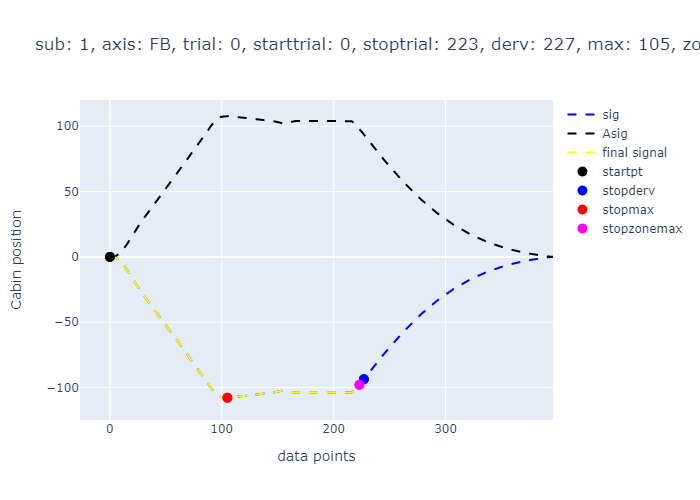 sub: 1, axis: FB, trial: 0, starttrial: 0, stoptrial: 223, derv: 227, max: 105, zo
100
50
0
−50
−100
Cabin position
0
100
200
300
data points
sig
Asig
final signal
startpt
stopderv
stopmax
stopzonemax